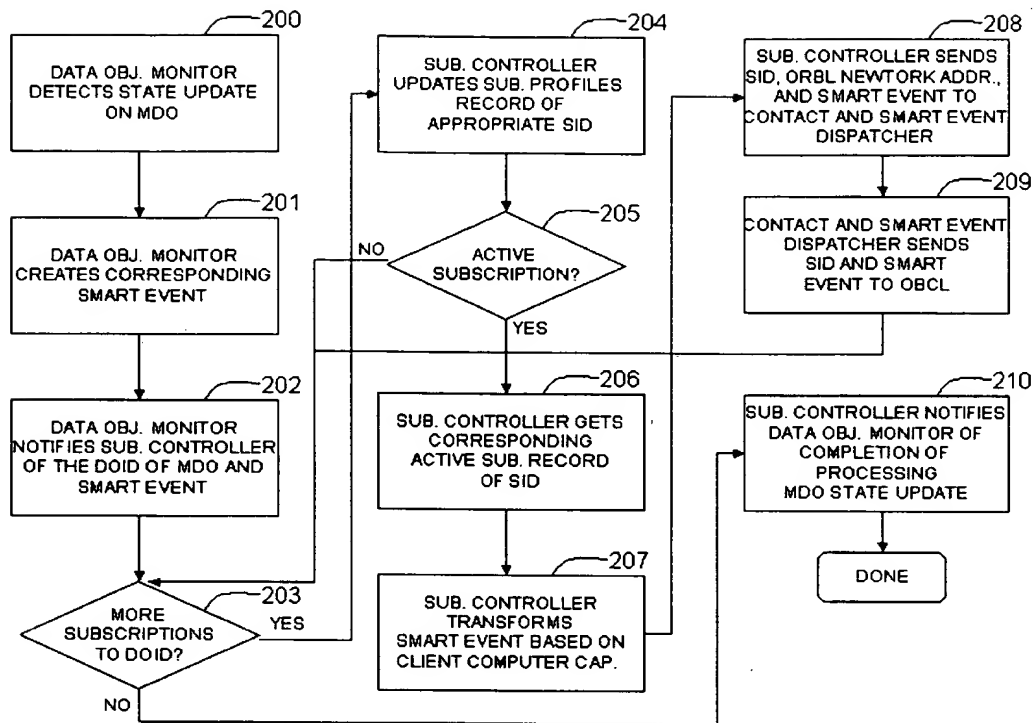 200
DATA OBJ. MONITOR
DETECTS STATE UPDATE
ON MDO
201
DATA OBJ. MONITOR
CREATES CORRESPONDING
SMART EVENT
202
DATA OBJ. MONITOR
NOTIFIES SUB. CONTROLLER
OF THE DOID OF MDO AND
SMART EVENT
203
MORE
SUBSCRIPTIONS
TO DOID?
YES
NO
204
SUB. CONTROLLER
UPDATES SUB. PROFILES
RECORD OF
APPROPRIATE SID
205
ACTIVE
SUBSCRIPTION?
NO
YES
206
SUB. CONTROLLER GETS
CORRESPONDING
ACTIVE SUB. RECORD
OF SID
207
SUB. CONTROLLER
TRANSFORMS
SMART EVENT BASED ON
CLIENT COMPUTER CAP.
208
SUB. CONTROLLER SENDS
SID, ORBL NEWTORK ADDR.,
AND SMART EVENT TO
CONTACT AND SMART EVENT
DISPATCHER
209
CONTACT AND SMART EVENT
DISPATCHER SENDS
SID AND SMART
EVENT TO OBCL
210
SUB. CONTROLLER NOTIFIES
DATA OBJ. MONITOR OF
COMPLETION OF
PROCESSING
MDO STATE UPDATE
DONE